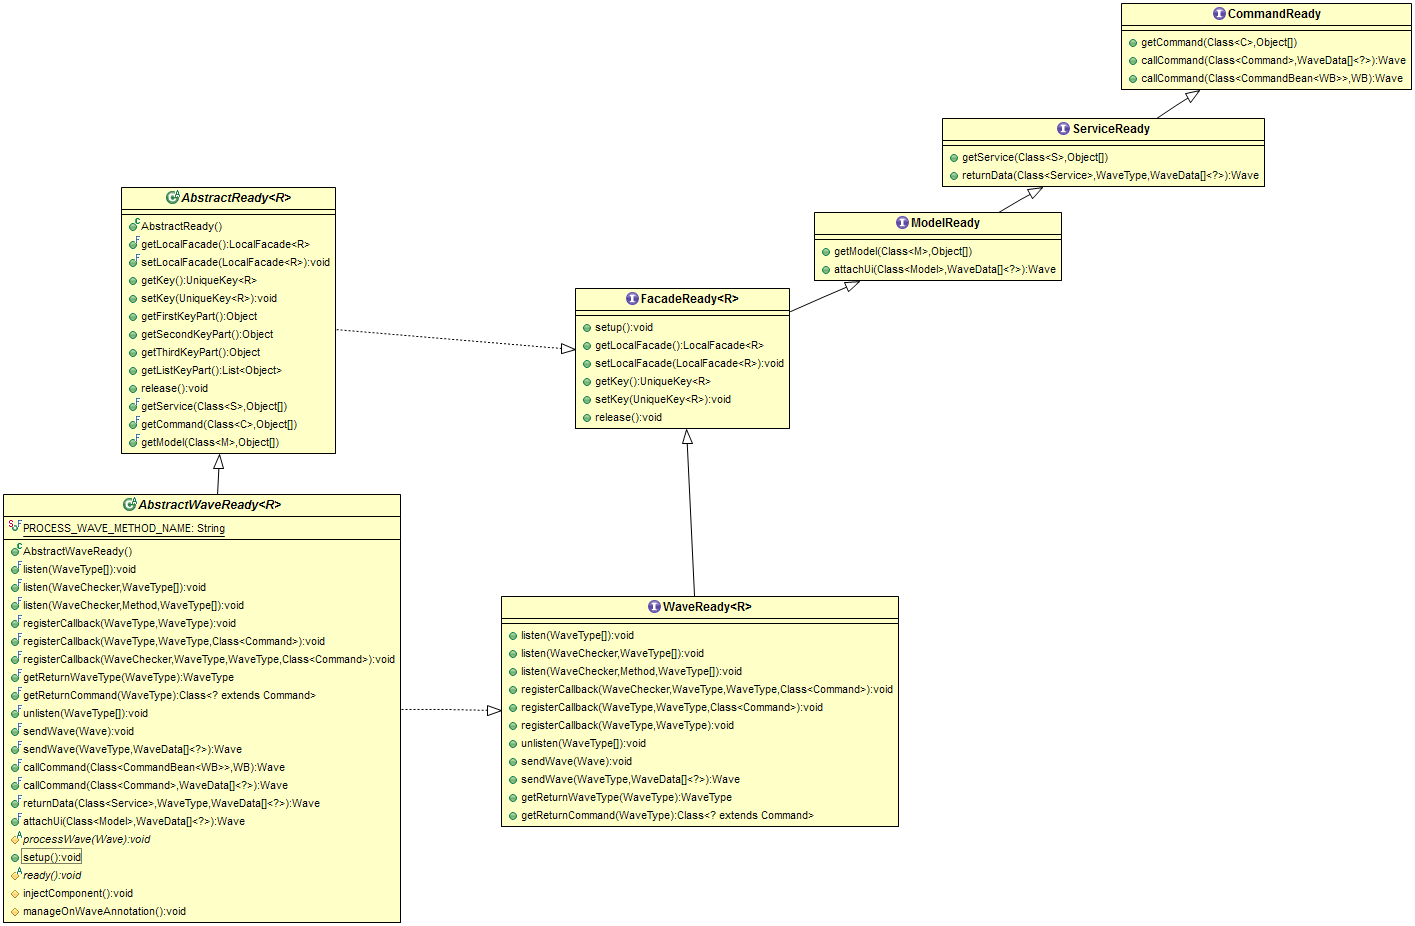 CommandReady
getCommand(Class<C>,Object[])
callCommand(Class<Command>,WaveData[]<?>):Wave
callCommand(Class<CommandBean<WB>>,WB):Wave
ServiceReady
getService(Class<S>,Object[])
returnData(Class<Service>,WaveType,WaveData[]<?>):Wave
ModelReady
getModel(Class<M>,Object[])
attachUi(Class<Model>,WaveData[]<?>):Wave
AbstractReady<R>
AbstractReady()
getLocalFacade():LocalFacade<R>
setLocalFacade(LocalFacade<R>):void
getKey():UniqueKey<R>
setKey(UniqueKey<R>):void
getFirstKeyPart():Object
getSecondKeyPart():Object
getThirdKeyPart():Object
getListKeyPart():List<Object>
release():void
getService(Class<S>,Object[])
getCommand(Class<C>,Object[])
getModel(Class<M>,Object[])
FacadeReady<R>
setup():void
getLocalFacade():LocalFacade<R>
setLocalFacade(LocalFacade<R>):void
getKey():UniqueKey<R>
setKey(UniqueKey<R>):void
release():void
AbstractWaveReady<R>
PROCESS_WAVE_METHOD_NAME: String
AbstractWaveReady()
listen(WaveType[]):void
listen(WaveChecker,WaveType[]):void
listen(WaveChecker,Method,WaveType[]):void
registerCallback(WaveType,WaveType):void
registerCallback(WaveType,WaveType,Class<Command>):void
registerCallback(WaveChecker,WaveType,WaveType,Class<Command>):void
getReturnWaveType(WaveType):WaveType
getReturnCommand(WaveType):Class<? extends Command>
unlisten(WaveType[]):void
sendWave(Wave):void
sendWave(WaveType,WaveData[]<?>):Wave
callCommand(Class<CommandBean<WB>>,WB):Wave
callCommand(Class<Command>,WaveData[]<?>):Wave
returnData(Class<Service>,WaveType,WaveData[]<?>):Wave
attachUi(Class<Model>,WaveData[]<?>):Wave
processWave(Wave):void
setup():void
ready():void
injectComponent():void
manageOnWaveAnnotation():void
WaveReady<R>
listen(WaveType[]):void
listen(WaveChecker,WaveType[]):void
listen(WaveChecker,Method,WaveType[]):void
registerCallback(WaveChecker,WaveType,WaveType,Class<Command>):void
registerCallback(WaveType,WaveType,Class<Command>):void
registerCallback(WaveType,WaveType):void
unlisten(WaveType[]):void
sendWave(Wave):void
sendWave(WaveType,WaveData[]<?>):Wave
getReturnWaveType(WaveType):WaveType
getReturnCommand(WaveType):Class<? extends Command>